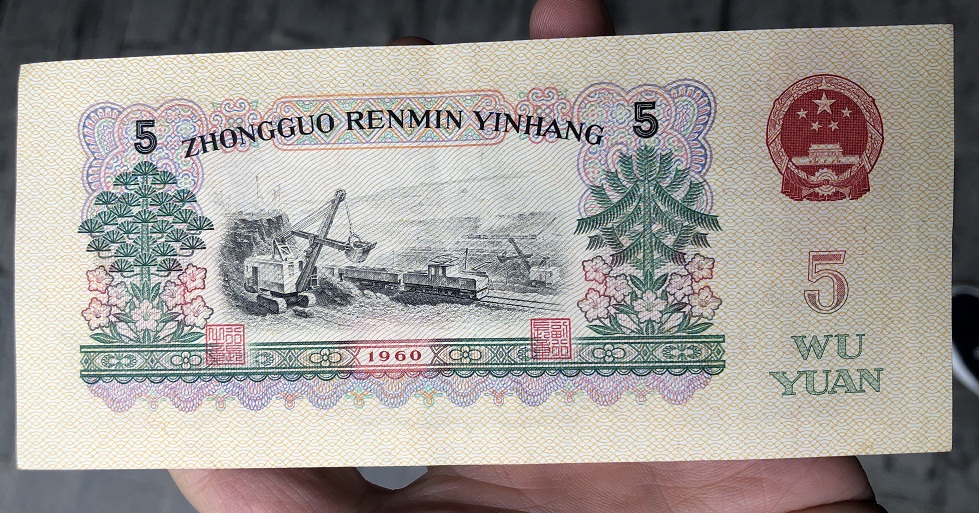 5 ZHONGGUO RENMIN YINHANG 5
5
WU
YUAN
1960